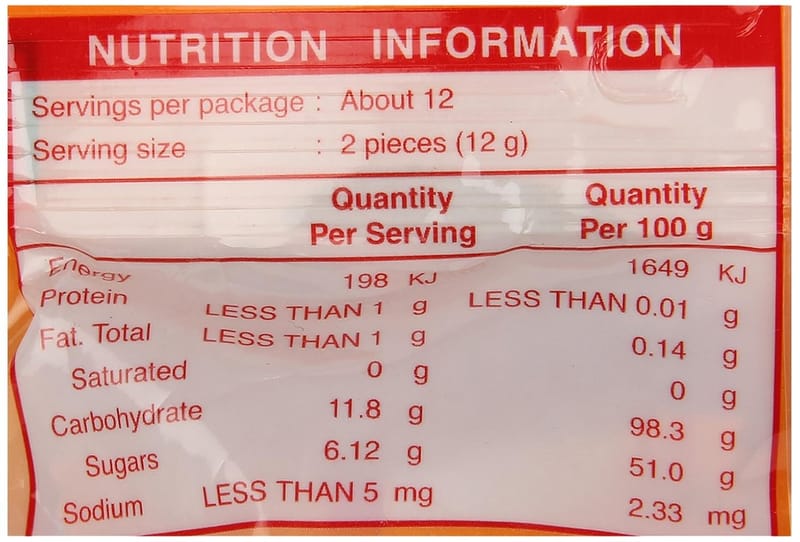 NUTRITION INFORMATION
Servings per package : About 12
Serving size : 2 pieces (12 g)
Quantity Per Serving Quantity Per 100 g
Energy 198 KJ 1649 KJ
Protein LESS THAN 1 g LESS THAN 0.01 g
Fat. Total LESS THAN 1 g 0.14 g
Saturated 0 g 0 g
Carbohydrate 11.8 g 98.3 g
Sugars 6.12 g 51.0 g
Sodium LESS THAN 5 mg 2.33 mg